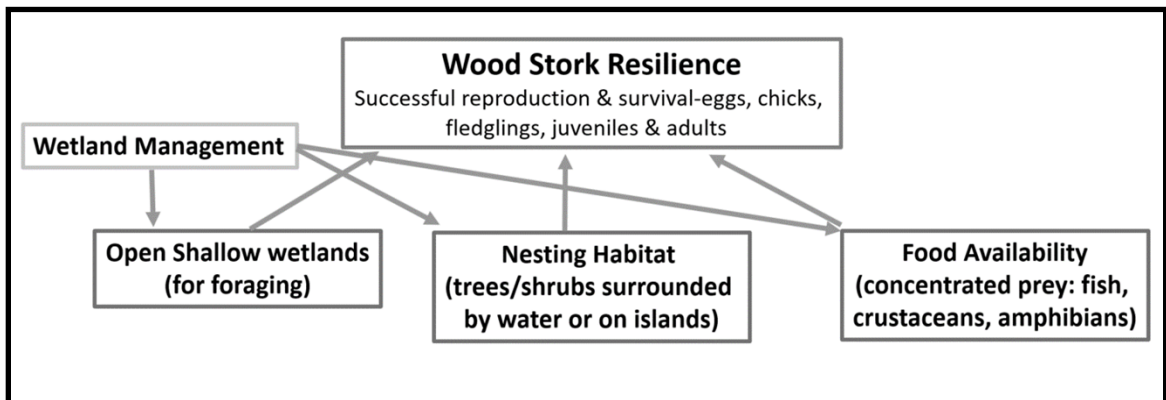 Wood Stork Resilience
Successful reproduction & survival-eggs, chicks,
fledglings, juveniles & adults
Wetland Management
Open Shallow wetlands
(for foraging)
Nesting Habitat
(trees/shrubs surrounded
by water or on islands)
Food Availability
(concentrated prey: fish,
crustaceans, amphibians)